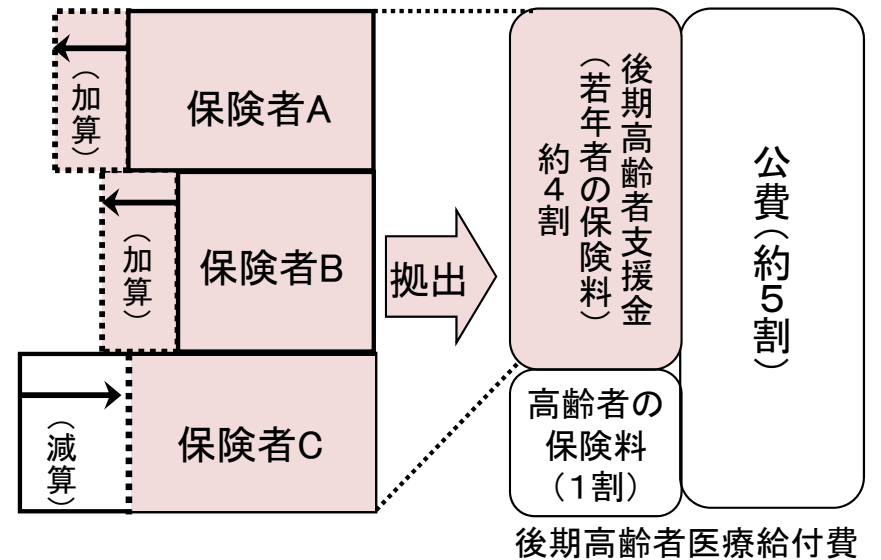 （加算）
保険者A
（加算）
保険者B
（減算）
保険者C
拠出
後期高齢者支援金
（若年者の保険料）
約４割
高齢者の
保険料
（１割）
公費（約５割）
後期高齢者医療給付費